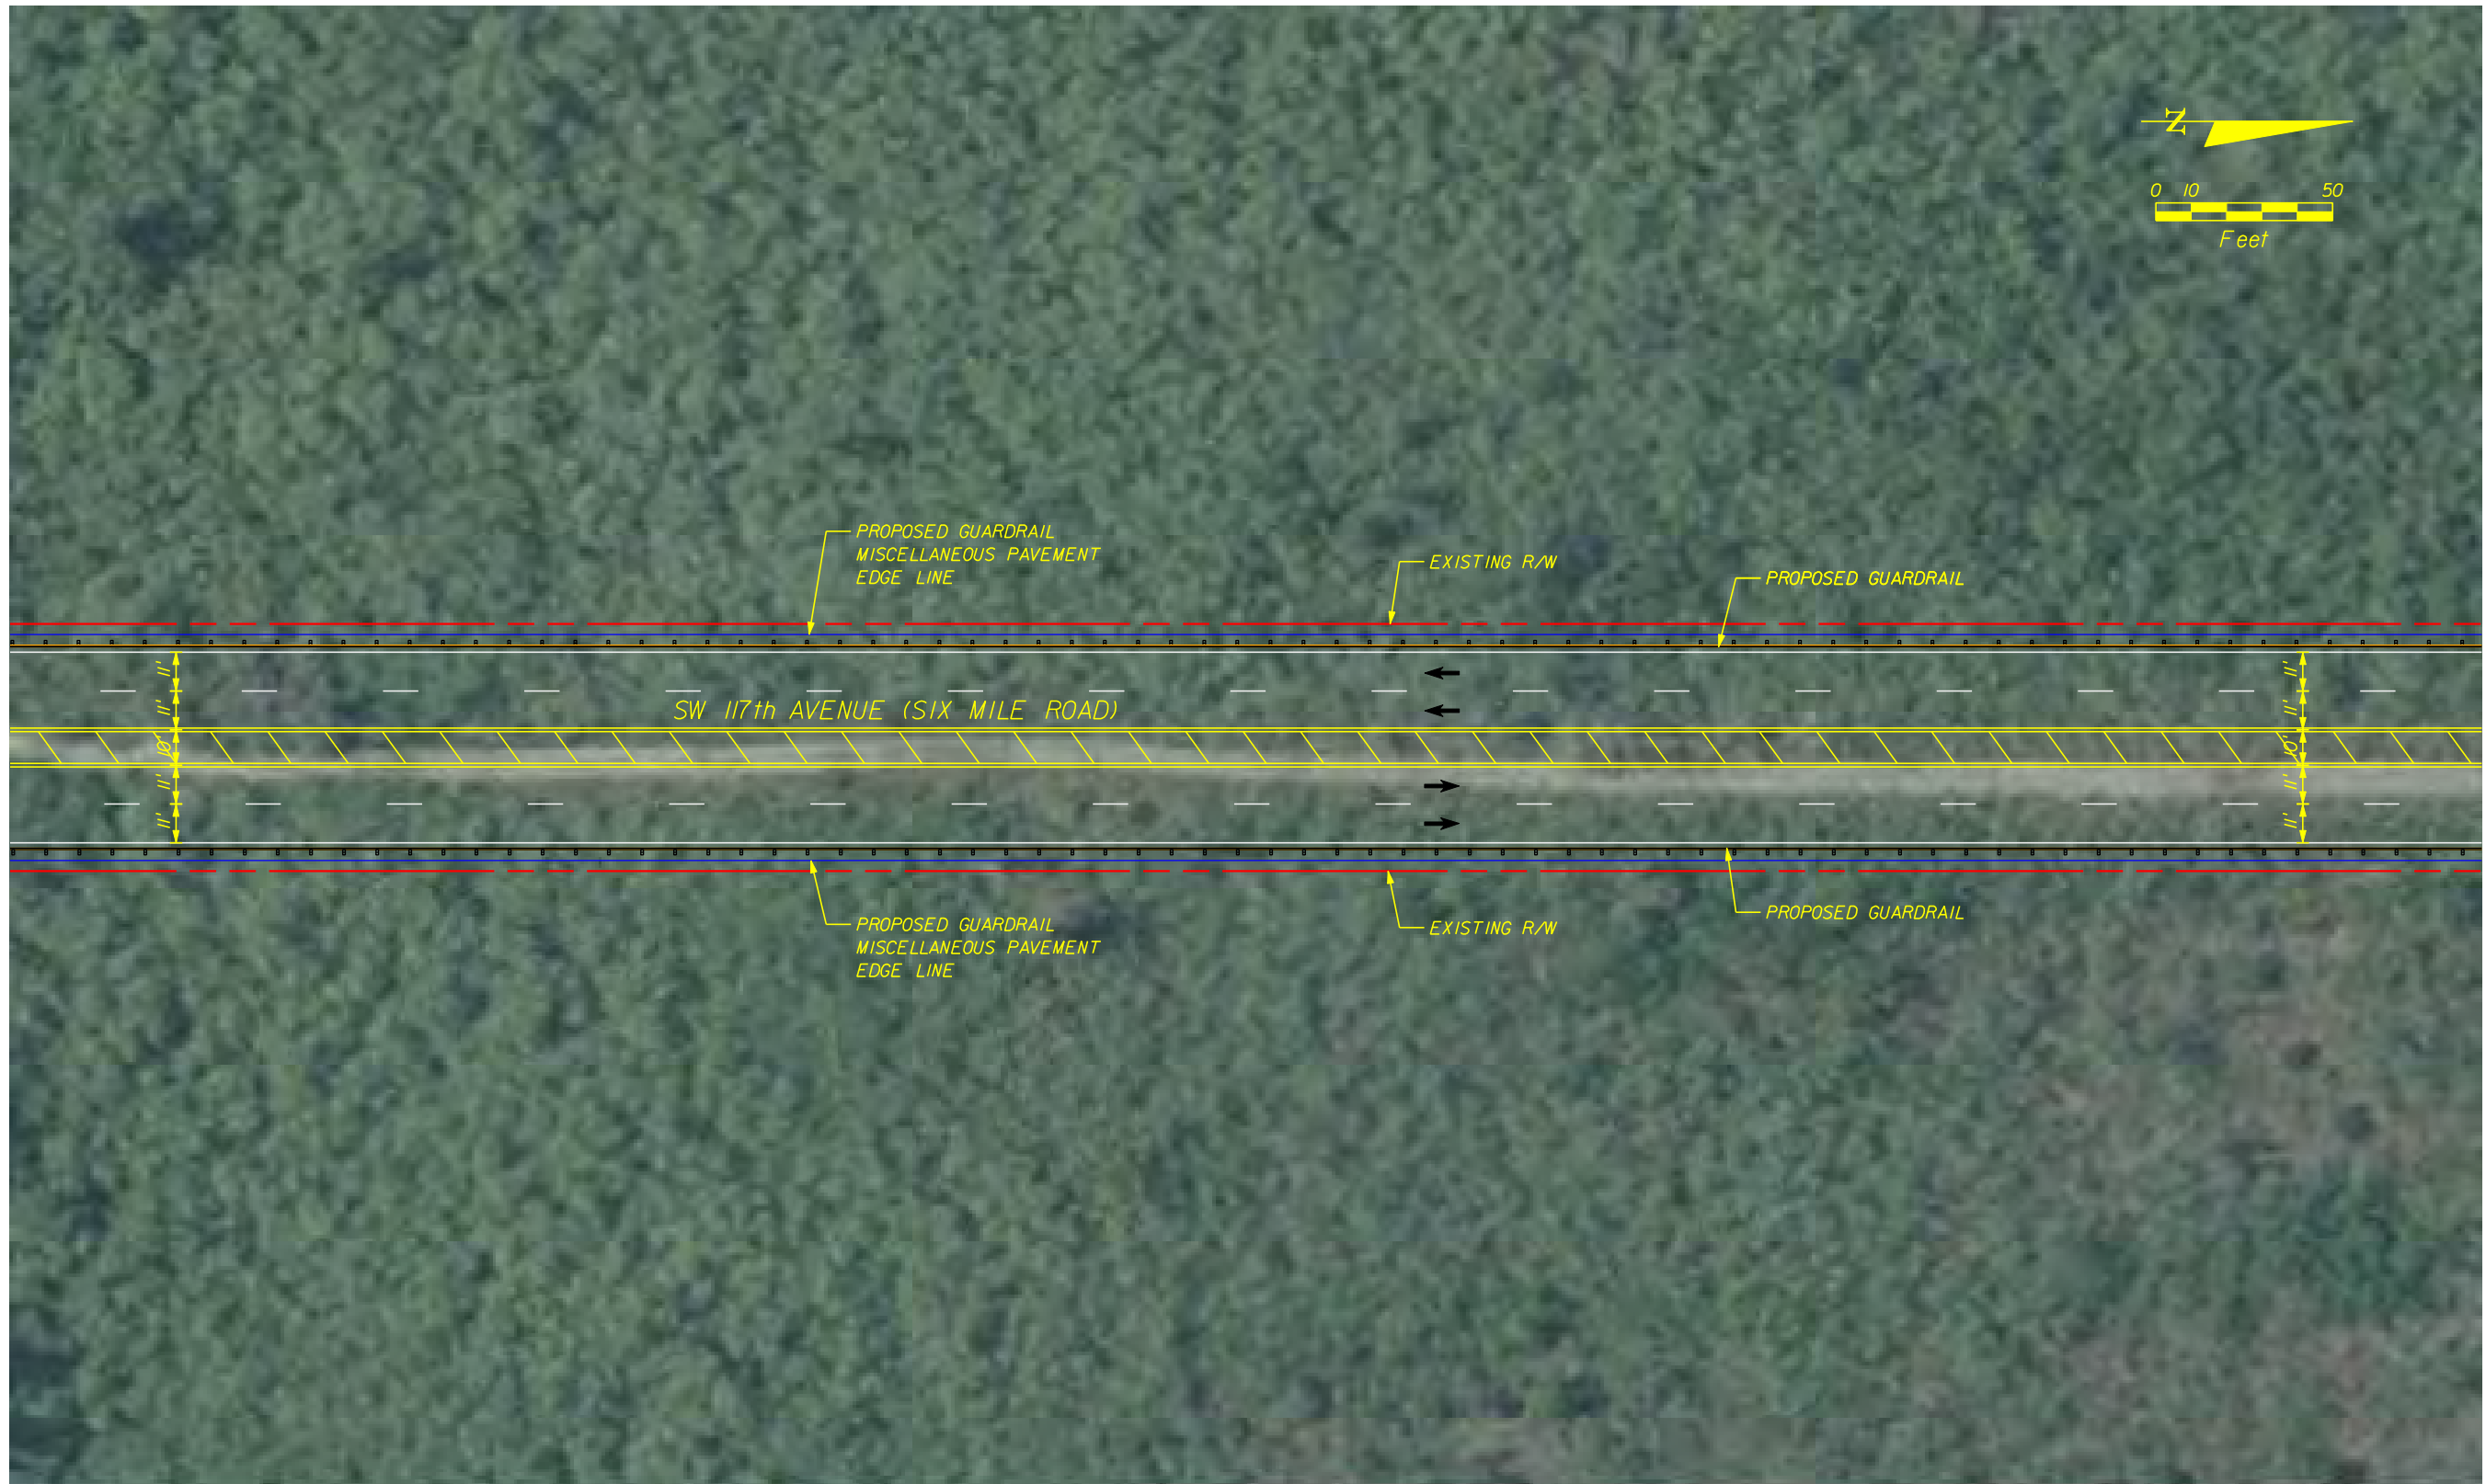 N
0 10 50
Feet
PROPOSED GUARDRAIL
MISCELLANEOUS PAVEMENT
EDGE LINE
EXISTING R/W
PROPOSED GUARDRAIL
11'
11'
10'
11'
11'
SW 117th AVENUE (SIX MILE ROAD)
11'
11'
10'
11'
11'
PROPOSED GUARDRAIL
MISCELLANEOUS PAVEMENT
EDGE LINE
EXISTING R/W
PROPOSED GUARDRAIL